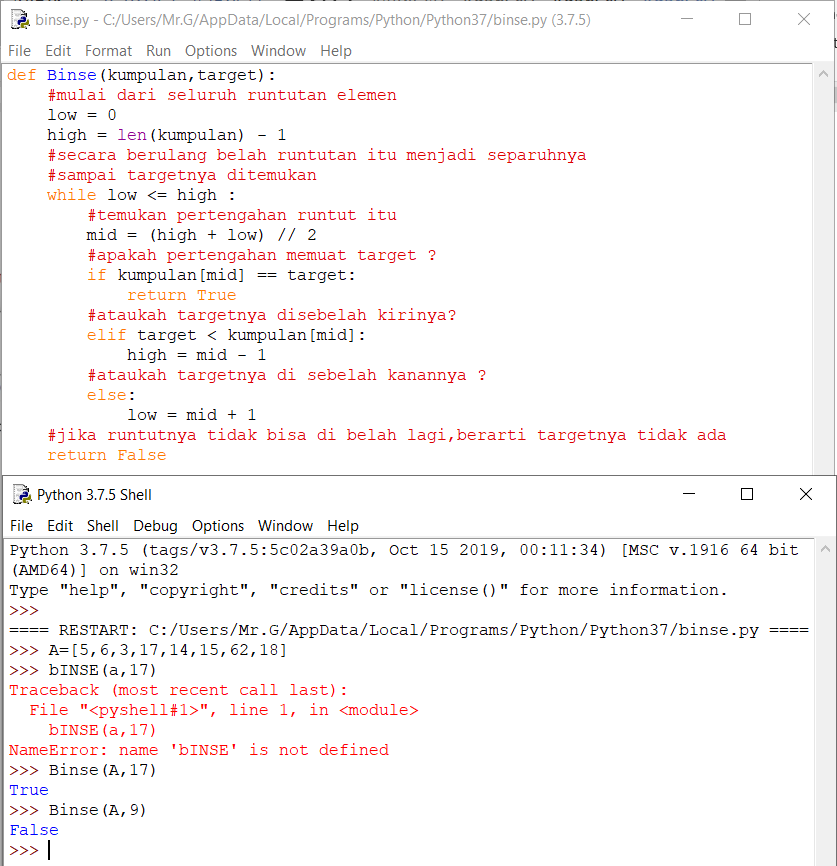 binse.py - C:/Users/Mr.G/AppData/Local/Programs/Python/Python37/binse.py (3.7.5)
File Edit Format Run Options Window Help
def Binse(kumpulan,target):
    #mulai dari seluruh runtutan elemen
    low = 0
    high = len(kumpulan) - 1
    #secara berulang belah runtutan itu menjadi separuhnya
    #sampai targetnya ditemukan
    while low <= high :
        #temukan pertengahan runtut itu
        mid = (high + low) // 2
        #apakah pertengahan memuat target ?
        if kumpulan[mid] == target:
            return True
        #ataukah targetnya disebelah kirinya?
        elif target < kumpulan[mid]:
            high = mid - 1
        #ataukah targetnya di sebelah kanannya ?
        else:
            low = mid + 1
    #jika runtutnya tidak bisa di belah lagi,berarti targetnya tidak ada
    return False
Python 3.7.5 Shell
File Edit Shell Debug Options Window Help
Python 3.7.5 (tags/v3.7.5:5c02a39a0b, Oct 15 2019, 00:11:34) [MSC v.1916 64 bit
(AMD64)] on win32
Type "help", "copyright", "credits" or "license()" for more information.
>>>
==== RESTART: C:/Users/Mr.G/AppData/Local/Programs/Python/Python37/binse.py ====
>>> A=[5,6,3,17,14,15,62,18]
>>> bINSE(a,17)
Traceback (most recent call last):
  File "<pyshell#1>", line 1, in <module>
    bINSE(a,17)
NameError: name 'bINSE' is not defined
>>> Binse(A,17)
True
>>> Binse(A,9)
False
>>>